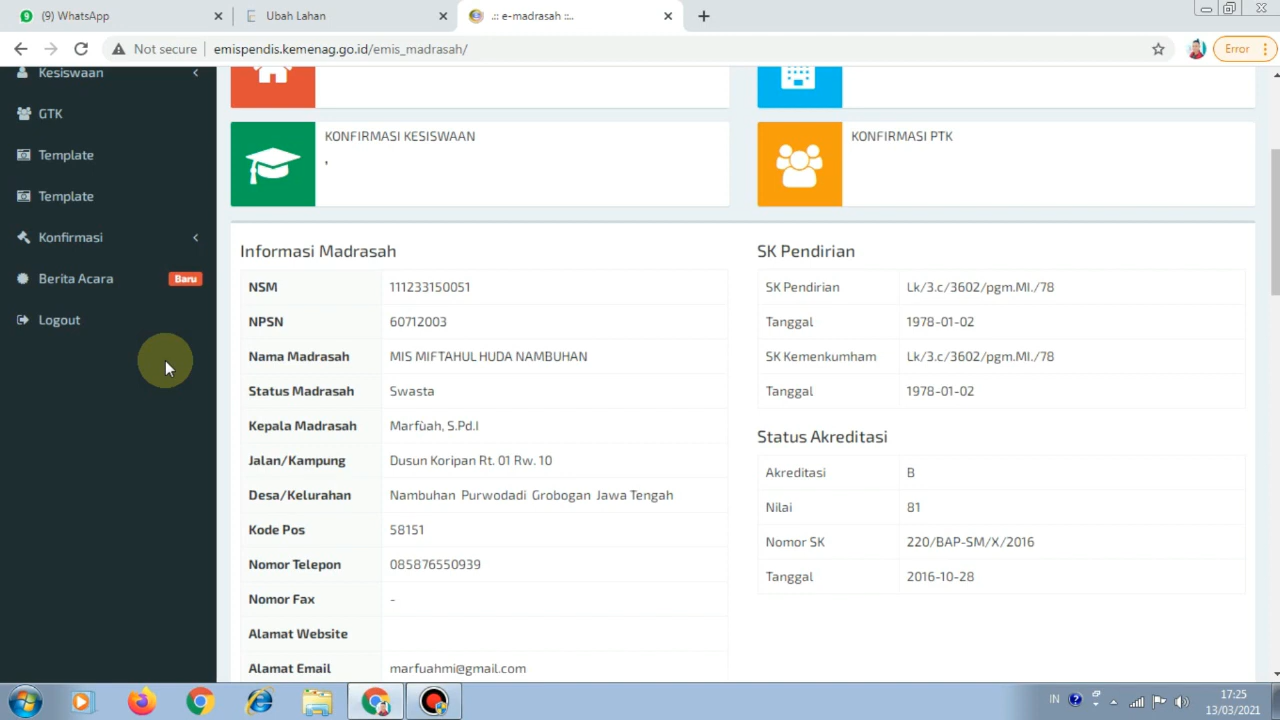 (9) WhatsApp
Ubah Lahan
.:: e-madrasah ::..
Not secure
emispendis.kemenag.go.id/emis_madrasah/
Error
Kesiswaan
GTK
Template
Template
Konfirmasi
Berita Acara Baru
Logout
KONFIRMASI KESISWAAN
,
KONFIRMASI PTK
Informasi Madrasah
NSM 111233150051
NPSN 60712003
Nama Madrasah MIS MIFTAHUL HUDA NAMBUHAN
Status Madrasah Swasta
Kepala Madrasah Marfùah, S.Pd.I
Jalan/Kampung Dusun Koripan Rt. 01 Rw. 10
Desa/Kelurahan Nambuhan Purwodadi Grobogan Jawa Tengah
Kode Pos 58151
Nomor Telepon 085876550939
Nomor Fax -
Alamat Website
Alamat Email marfuahmi@gmail.com
SK Pendirian
SK Pendirian Lk/3.c/3602/pgm.MI./78
Tanggal 1978-01-02
SK Kemenkumham Lk/3.c/3602/pgm.MI./78
Tanggal 1978-01-02
Status Akreditasi
Akreditasi B
Nilai 81
Nomor SK 220/BAP-SM/X/2016
Tanggal 2016-10-28
IN
17:25
13/03/2021